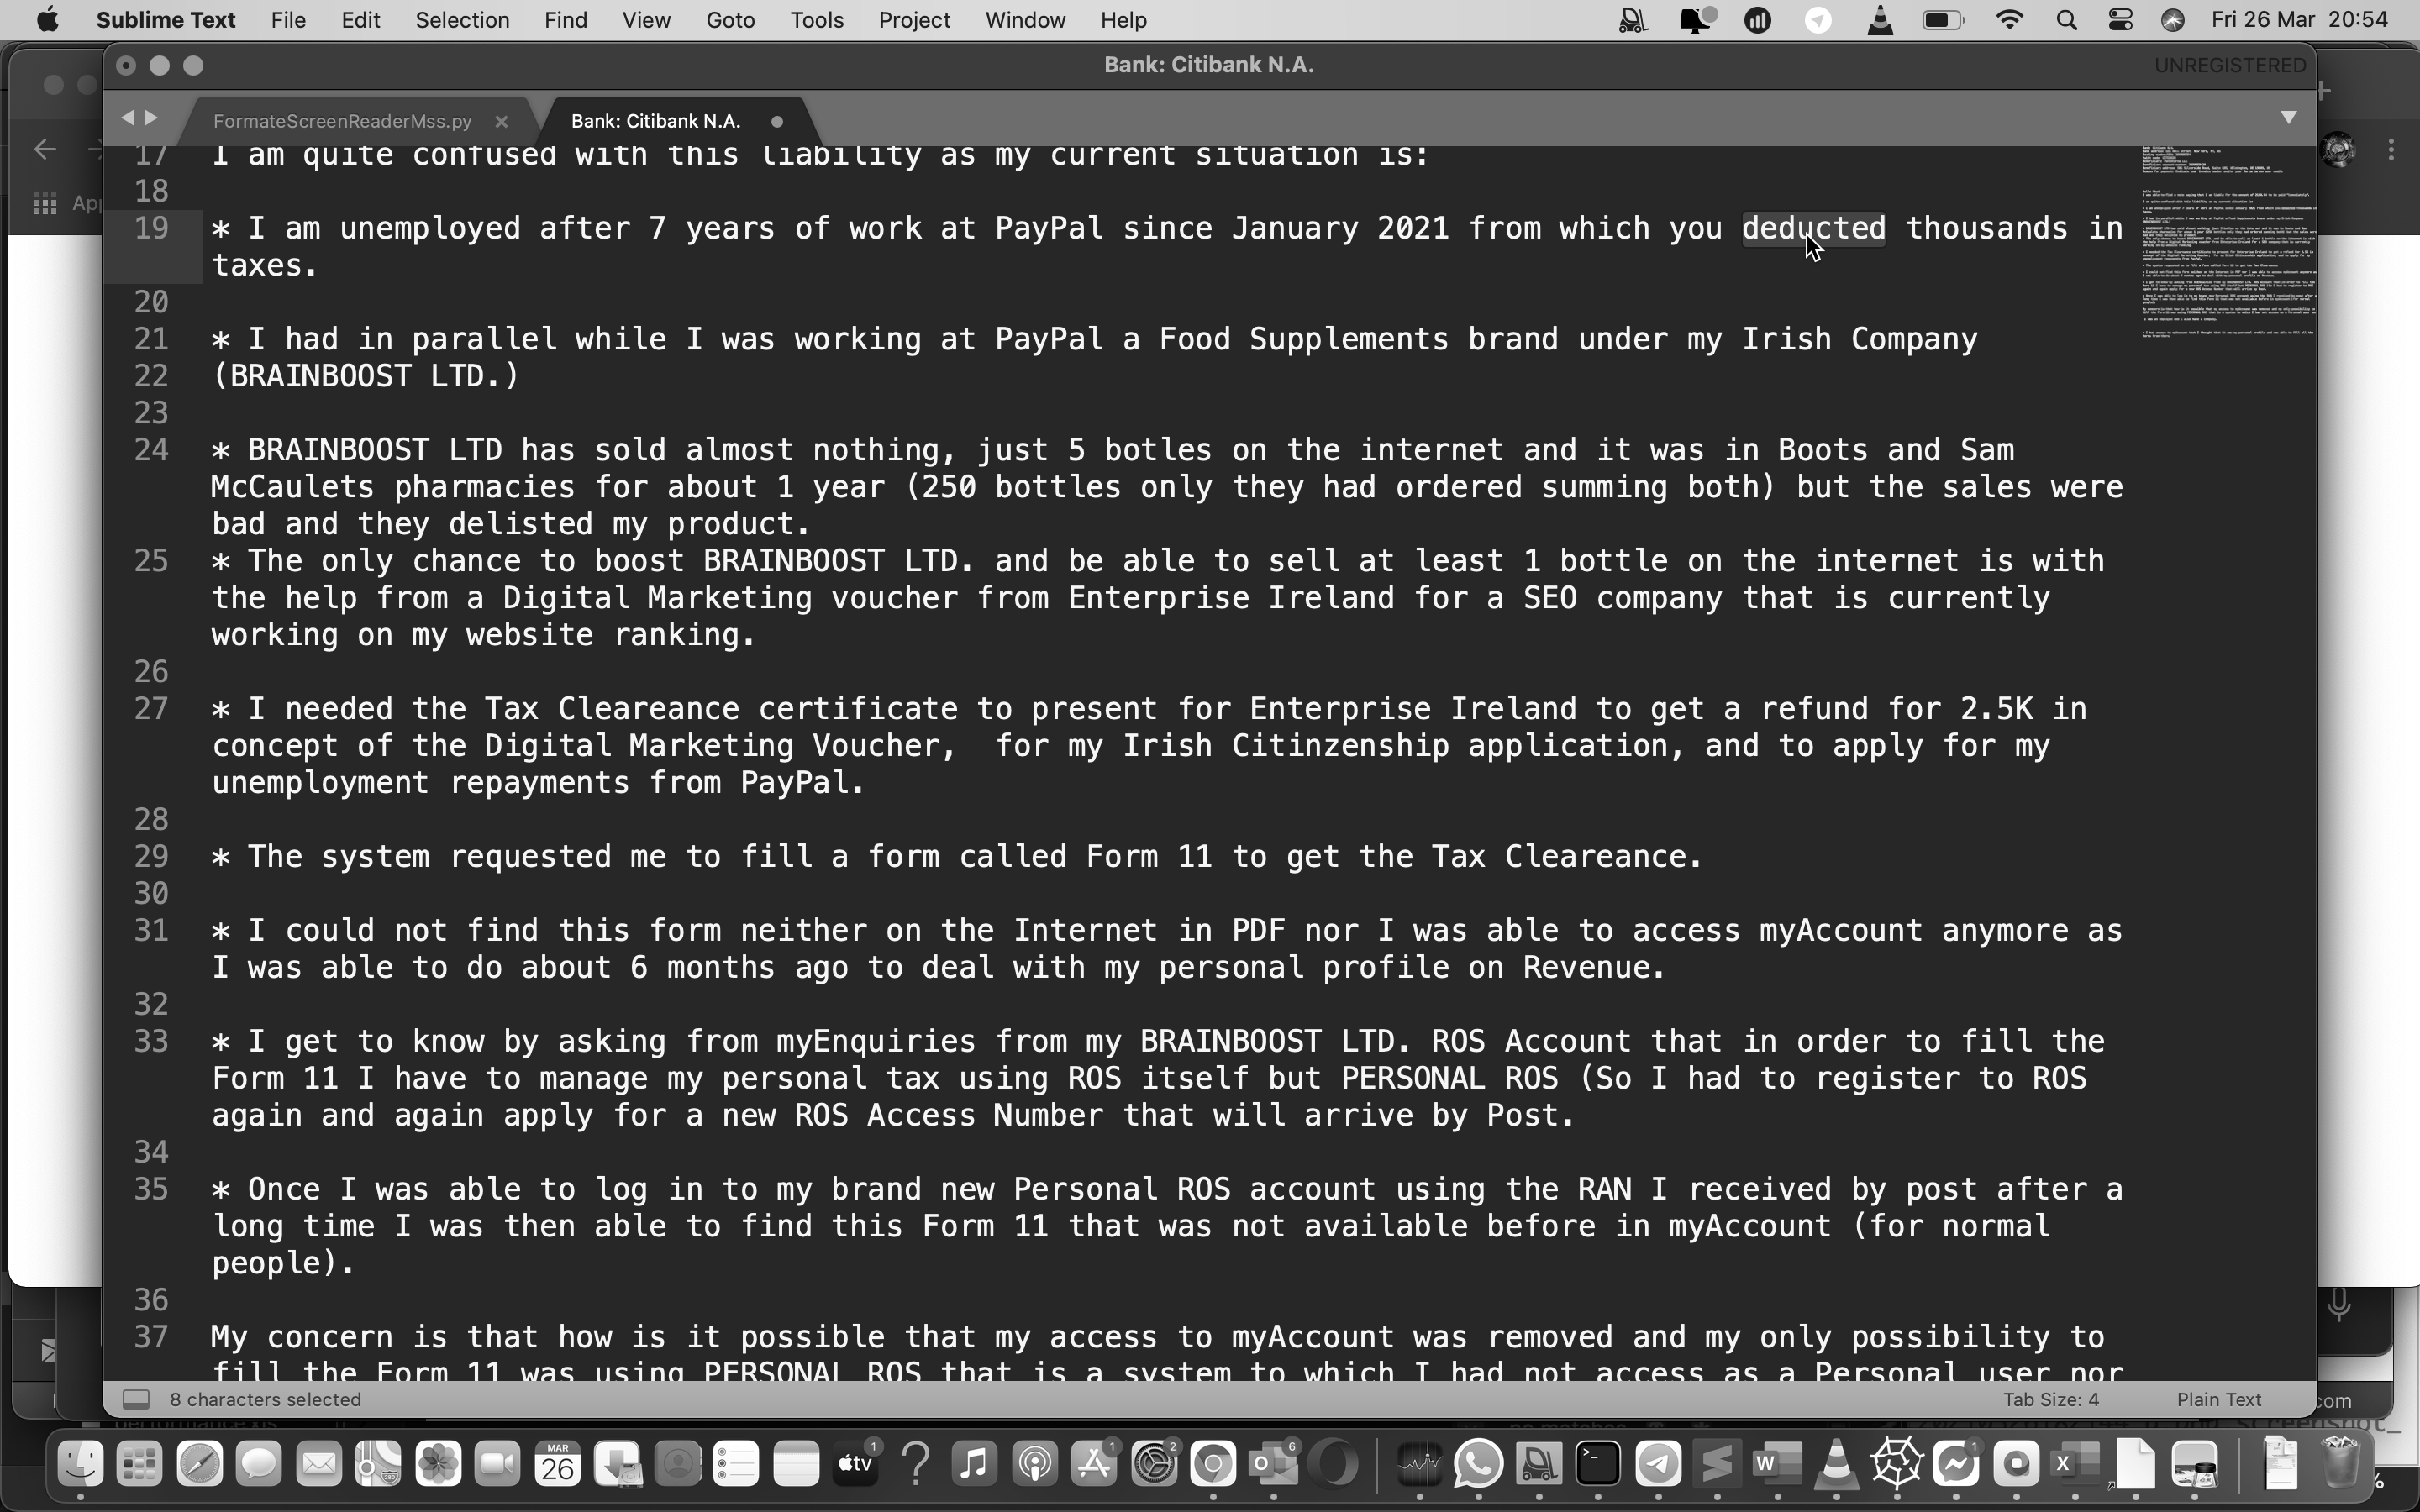 Sublime Text File Edit Selection Find View Goto Tools Project Window Help Fri 26 Mar 20:54
Bank: Citibank N.A.
UNREGISTERED
FormateScreenReaderMss.py Bank: Citibank N.A.
17 I am quite confused with this liability as my current situation is:
18
19 * I am unemployed after 7 years of work at PayPal since January 2021 from which you deducted thousands in
taxes.
20
21 * I had in parallel while I was working at PayPal a Food Supplements brand under my Irish Company
22 (BRAINBOOST LTD.)
23
24 * BRAINBOOST LTD has sold almost nothing, just 5 botles on the internet and it was in Boots and Sam
McCaulets pharmacies for about 1 year (250 bottles only they had ordered summing both) but the sales were
bad and they delisted my product.
25 * The only chance to boost BRAINBOOST LTD. and be able to sell at least 1 bottle on the internet is with
the help from a Digital Marketing voucher from Enterprise Ireland for a SEO company that is currently
working on my website ranking.
26
27 * I needed the Tax Cleareance certificate to present for Enterprise Ireland to get a refund for 2.5K in
concept of the Digital Marketing Voucher,  for my Irish Citinzenship application, and to apply for my
unemployment repayments from PayPal.
28
29 * The system requested me to fill a form called Form 11 to get the Tax Cleareance.
30
31 * I could not find this form neither on the Internet in PDF nor I was able to access myAccount anymore as
I was able to do about 6 months ago to deal with my personal profile on Revenue.
32
33 * I get to know by asking from myEnquiries from my BRAINBOOST LTD. ROS Account that in order to fill the
Form 11 I have to manage my personal tax using ROS itself but PERSONAL ROS (So I had to register to ROS
again and again apply for a new ROS Access Number that will arrive by Post.
34
35 * Once I was able to log in to my brand new Personal ROS account using the RAN I received by post after a
long time I was then able to find this Form 11 that was not available before in myAccount (for normal
people).
36
37 My concern is that how is it possible that my access to myAccount was removed and my only possibility to
fill the Form 11 was using PERSONAL ROS that is a system to which I had not access as a Personal user nor
8 characters selected
Tab Size: 4 Plain Text
com
MAR
26
tv